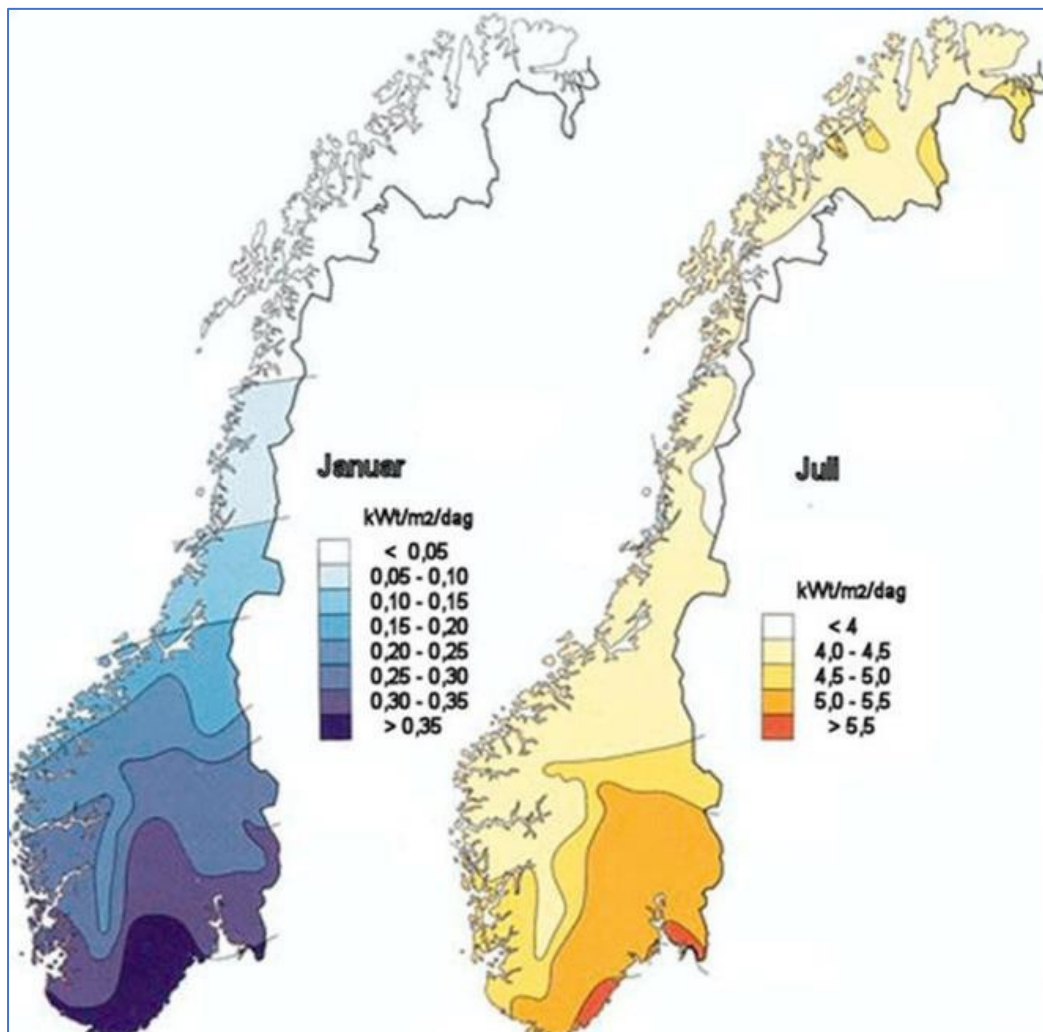 Januar
kWt/m2/dag
< 0,05
0,05 - 0,10
0,10 - 0,15
0,15 - 0,20
0,20 - 0,25
0,25 - 0,30
0,30 - 0,35
> 0,35
Juli
kWt/m2/dag
< 4
4,0 - 4,5
4,5 - 5,0
5,0 - 5,5
> 5,5